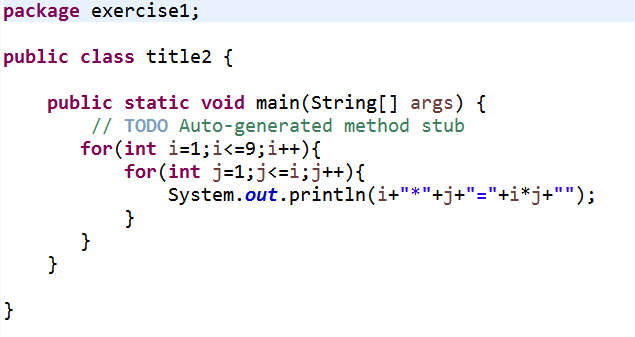 package exercise1;
public class title2 {
public static void main(String[] args) {
// TODO Auto-generated method stub
for(int i=1;i<=9;i++){
for(int j=1;j<=i;j++){
System.out.println(i+"*"+j+"="+i*j+"");
}
}
}
}